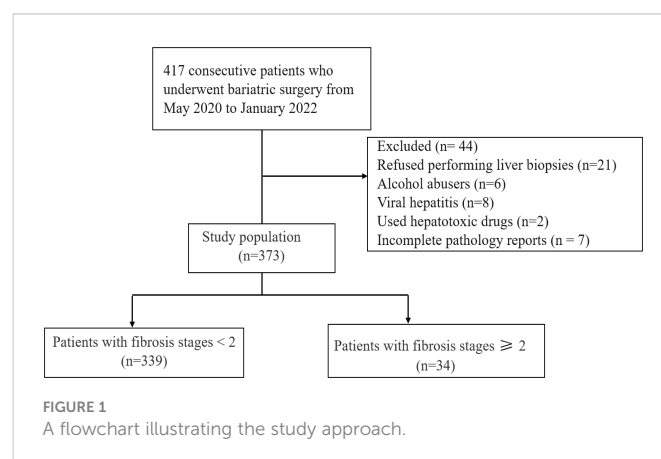 417 consecutive patients who
underwent bariatric surgery from
May 2020 to January 2022
Excluded (n= 44)
Refused performing liver biopsies (n=21)
Alcohol abusers (n=6)
Viral hepatitis (n=8)
Used hepatotoxic drugs (n=2)
Incomplete pathology reports (n = 7)
Study population
(n=373)
Patients with fibrosis stages < 2
(n=339)
Patients with fibrosis stages ⩾ 2
(n=34)
FIGURE 1
A flowchart illustrating the study approach.